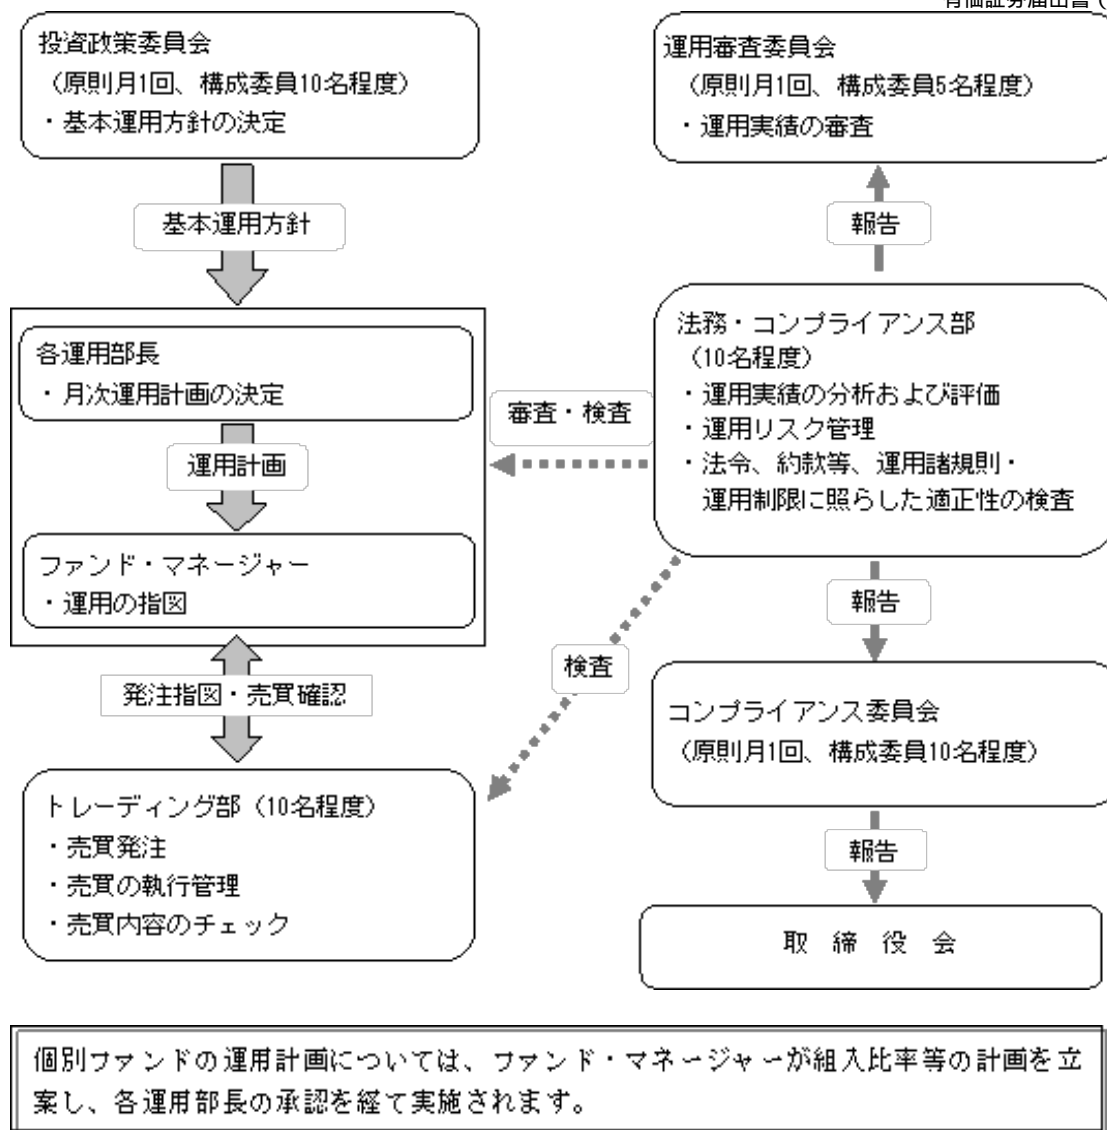 有価証券届出書（
投資政策委員会
（原則月1回、構成委員10名程度）
・基本運用方針の決定
基本運用方針
各運用部長
・月次運用計画の決定
運用計画
ファンド・マネージャー
・運用の指図
発注指図・売買確認
トレーディング部（10名程度）
・売買発注
・売買の執行管理
・売買内容のチェック
審査・検査
検査
運用審査委員会
（原則月1回、構成委員5名程度）
・運用実績の審査
報告
法務・コンプライアンス部
（10名程度）
・運用実績の分析および評価
・運用リスク管理
・法令、約款等、運用諸規則・
運用制限に照らした適正性の検査
報告
コンプライアンス委員会
（原則月1回、構成委員10名程度）
報告
取 締 役 会
個別ファンドの運用計画については、ファンド・マネージャーが組入比率等の計画を立
案し、各運用部長の承認を経て実施されます。